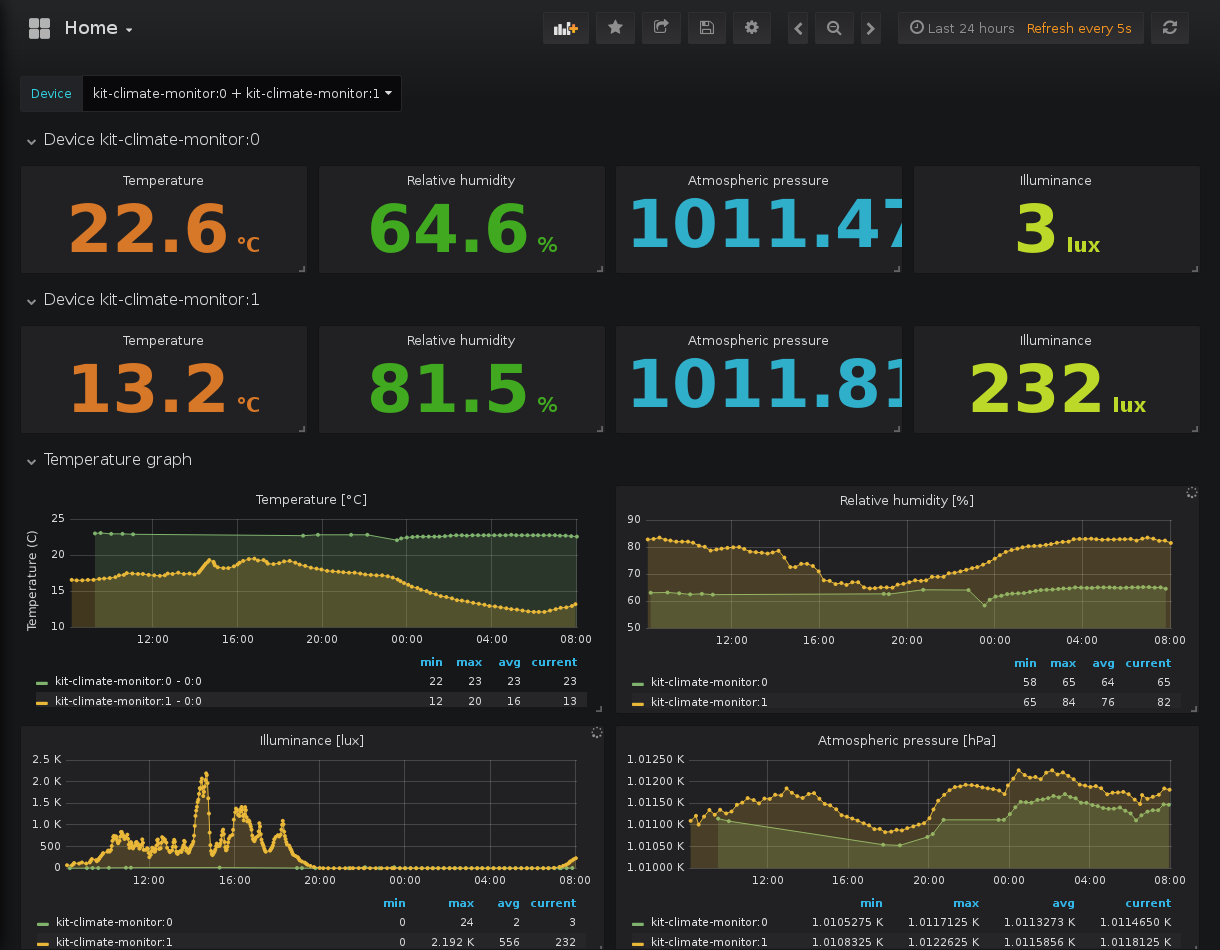 Home
Last 24 hours Refresh every 5s
Device kit-climate-monitor:0 + kit-climate-monitor:1
Device kit-climate-monitor:0
Temperature Relative humidity Atmospheric pressure Illuminance
22.6 °C 64.6 % 1011.47 3 lux
Device kit-climate-monitor:1
Temperature Relative humidity Atmospheric pressure Illuminance
13.2 °C 81.5 % 1011.81 232 lux
Temperature graph
Temperature [°C]
Temperature (C)
25
20
15
10
12:00 16:00 20:00 00:00 04:00 08:00
min max avg current
kit-climate-monitor:0 - 0:0 22 23 23 23
kit-climate-monitor:1 - 0:0 12 20 16 13
Relative humidity [%]
90
80
70
60
50
12:00 16:00 20:00 00:00 04:00 08:00
min max avg current
kit-climate-monitor:0 58 65 64 65
kit-climate-monitor:1 65 84 76 82
Illuminance [lux]
2.5 K
2.0 K
1.5 K
1.0 K
500
0
12:00 16:00 20:00 00:00 04:00 08:00
min max avg current
kit-climate-monitor:0 0 24 2 3
kit-climate-monitor:1 0 2.192 K 556 232
Atmospheric pressure [hPa]
1.01250 K
1.01200 K
1.01150 K
1.01100 K
1.01050 K
1.01000 K
12:00 16:00 20:00 00:00 04:00 08:00
min max avg current
kit-climate-monitor:0 1.0105275 K 1.0117125 K 1.0113273 K 1.0114650 K
kit-climate-monitor:1 1.0108325 K 1.0122625 K 1.0115856 K 1.0118125 K